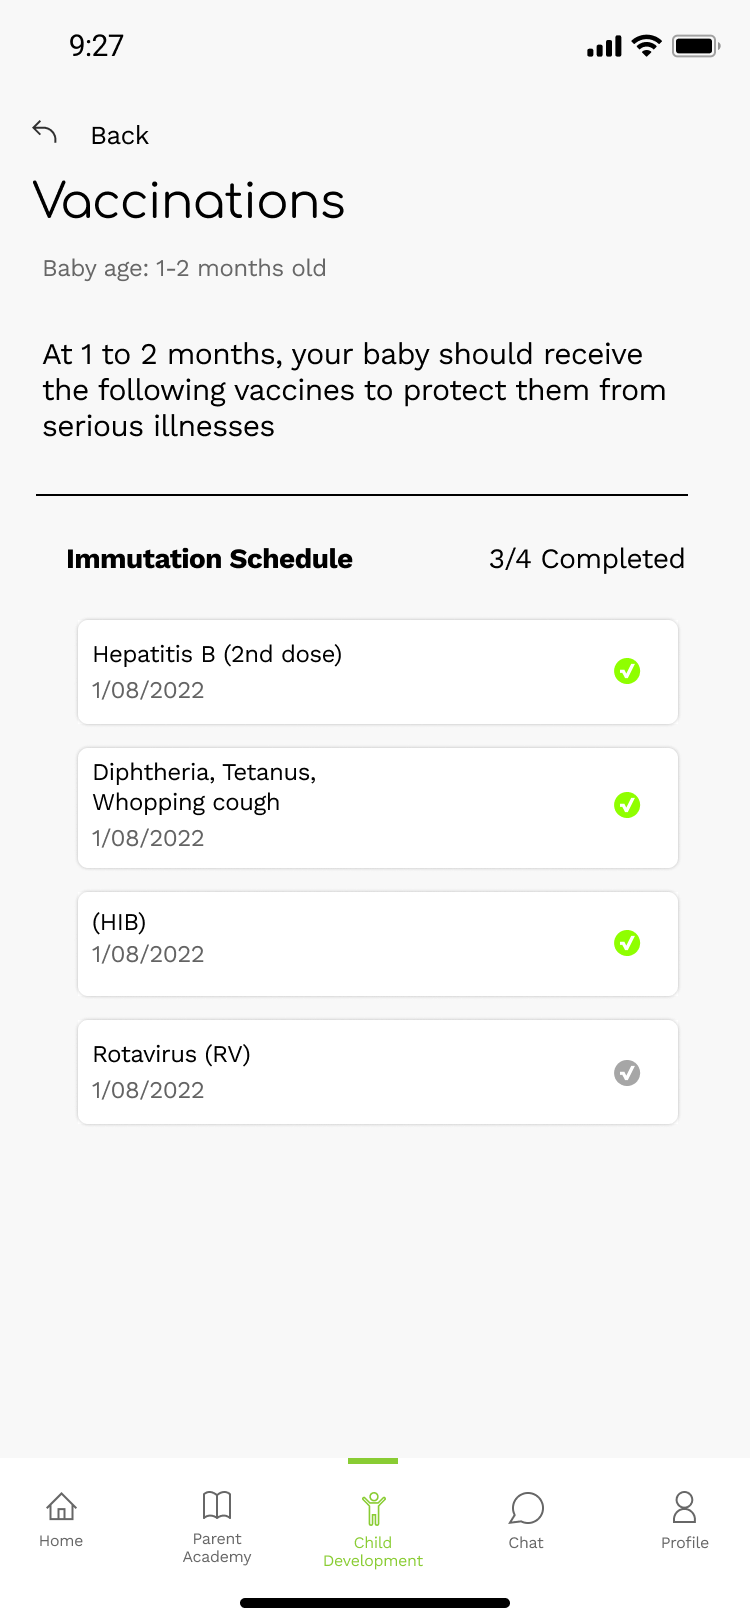 9:27
Back
Vaccinations
Baby age: 1-2 months old
At 1 to 2 months, your baby should receive
the following vaccines to protect them from
serious illnesses
Immutation Schedule
3/4 Completed
Hepatitis B (2nd dose)
1/08/2022
Diphtheria, Tetanus,
Whopping cough
1/08/2022
(HIB)
1/08/2022
Rotavirus (RV)
1/08/2022
Home
Parent
Academy
Child
Development
Chat
Profile